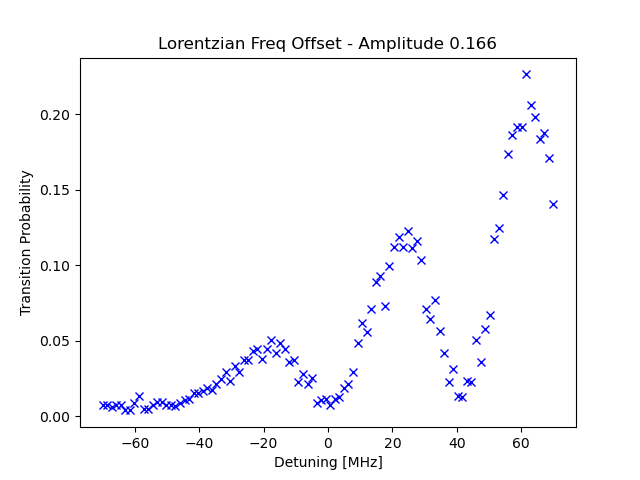 Lorentzian Freq Offset - Amplitude 0.166
Transition Probability
0.20
0.15
0.10
0.05
0.00
−60 −40 −20 0 20 40 60
Detuning [MHz]